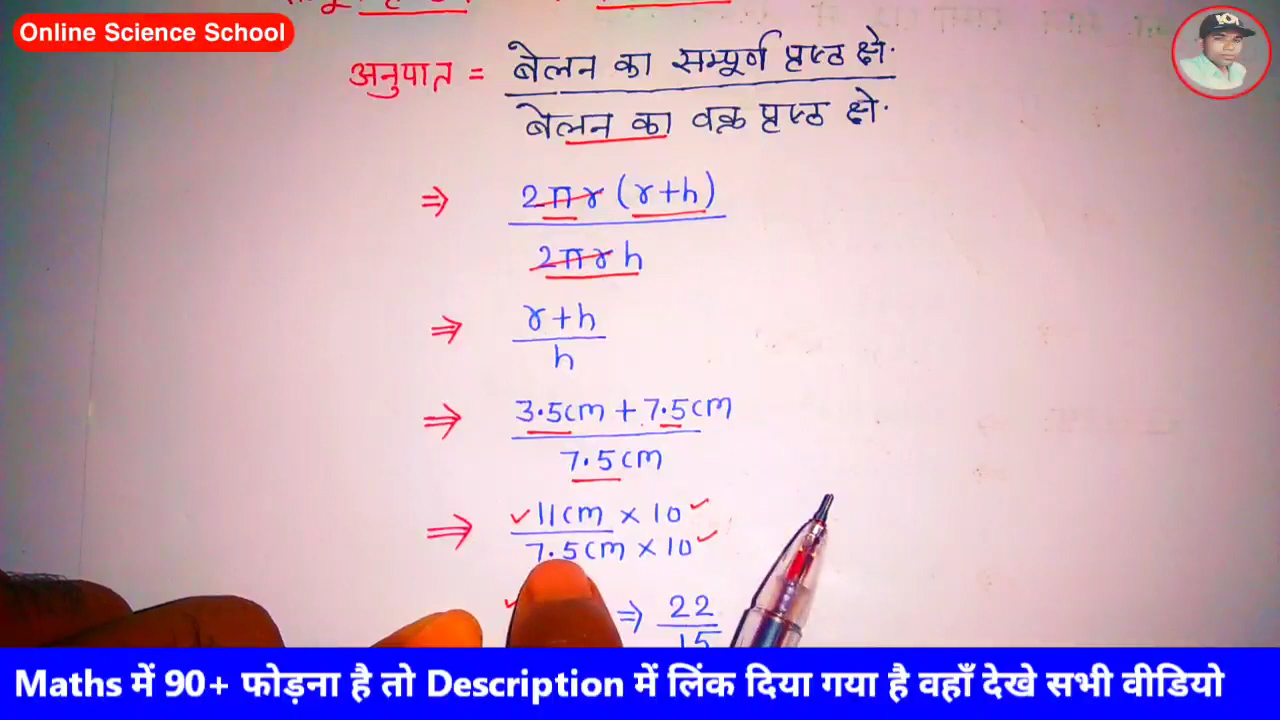 Online Science School
अनुपात = बेलन का सम्पूर्ण पृष्ठ क्षे.
बेलन का वक्र पृष्ठ क्षे.
⇒ 2πr (r+h)
2πr h
⇒ r+h
h
⇒ 3.5cm + 7.5cm
7.5cm
⇒ 11cm × 10
7.5cm × 10
⇒ 22
15
Maths में 90+ फोड़ना है तो Description में लिंक दिया गया है वहाँ देखे सभी वीडियो